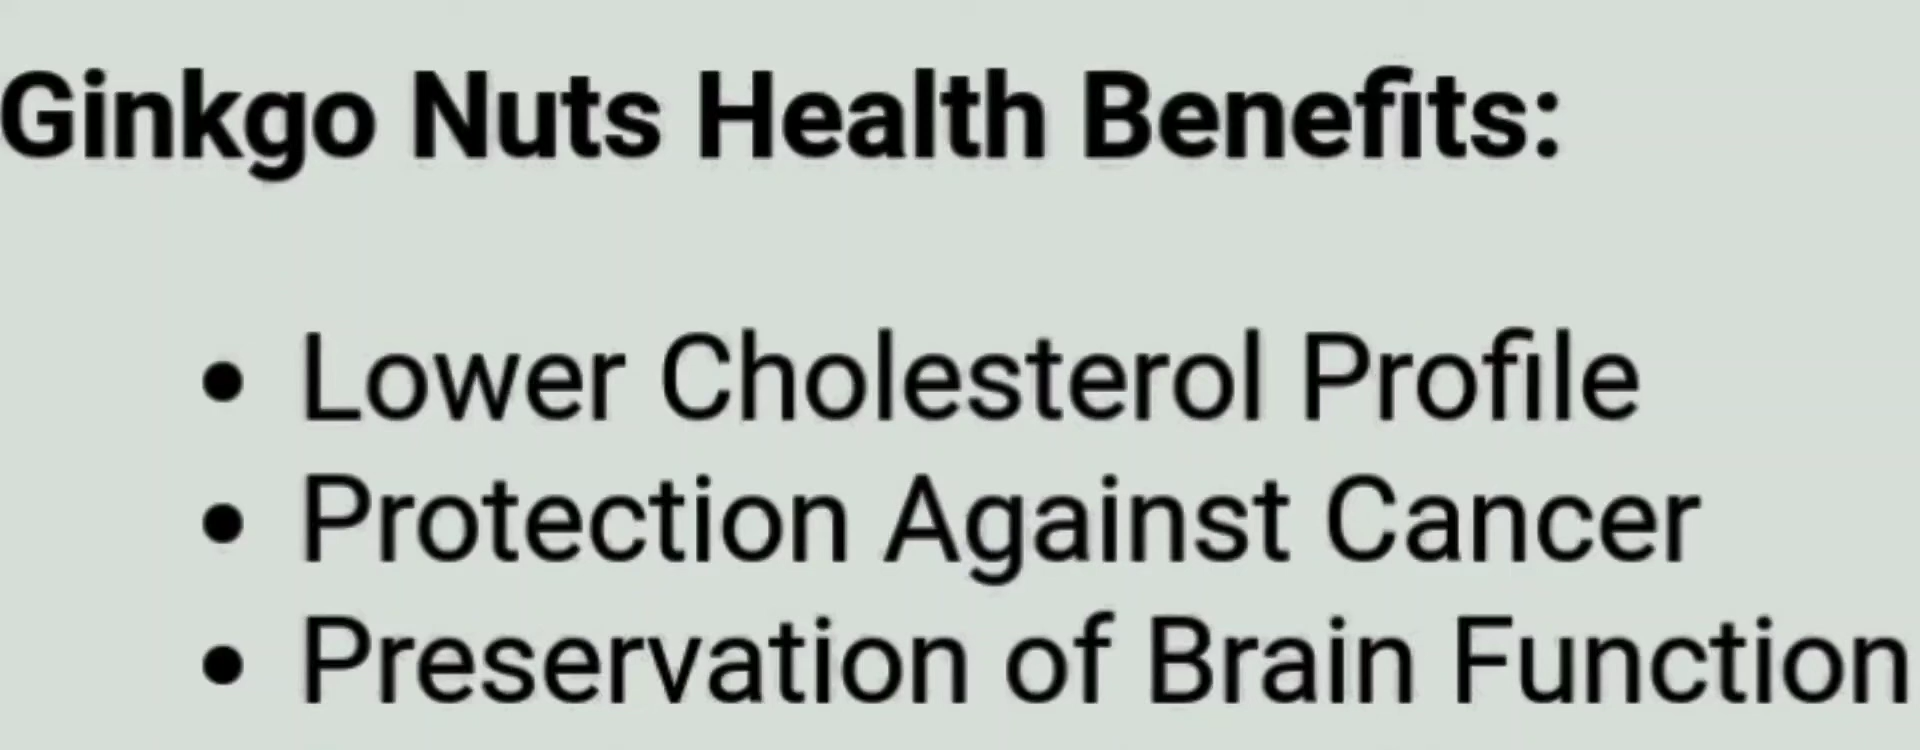 Ginkgo Nuts Health Benefits:
• Lower Cholesterol Profile
• Protection Against Cancer
• Preservation of Brain Function